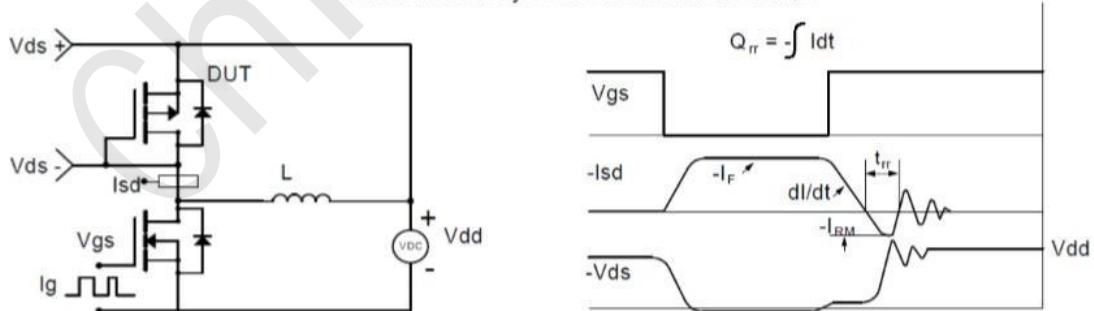 Vds +
DUT
Vds -
Isd
L
Vgs
Ig
+
VDC
-
Vdd
Qrr = -∫ Idt
Vgs
trr
-Isd
-IF
dI/dt
-IRM
Vdd
-Vds